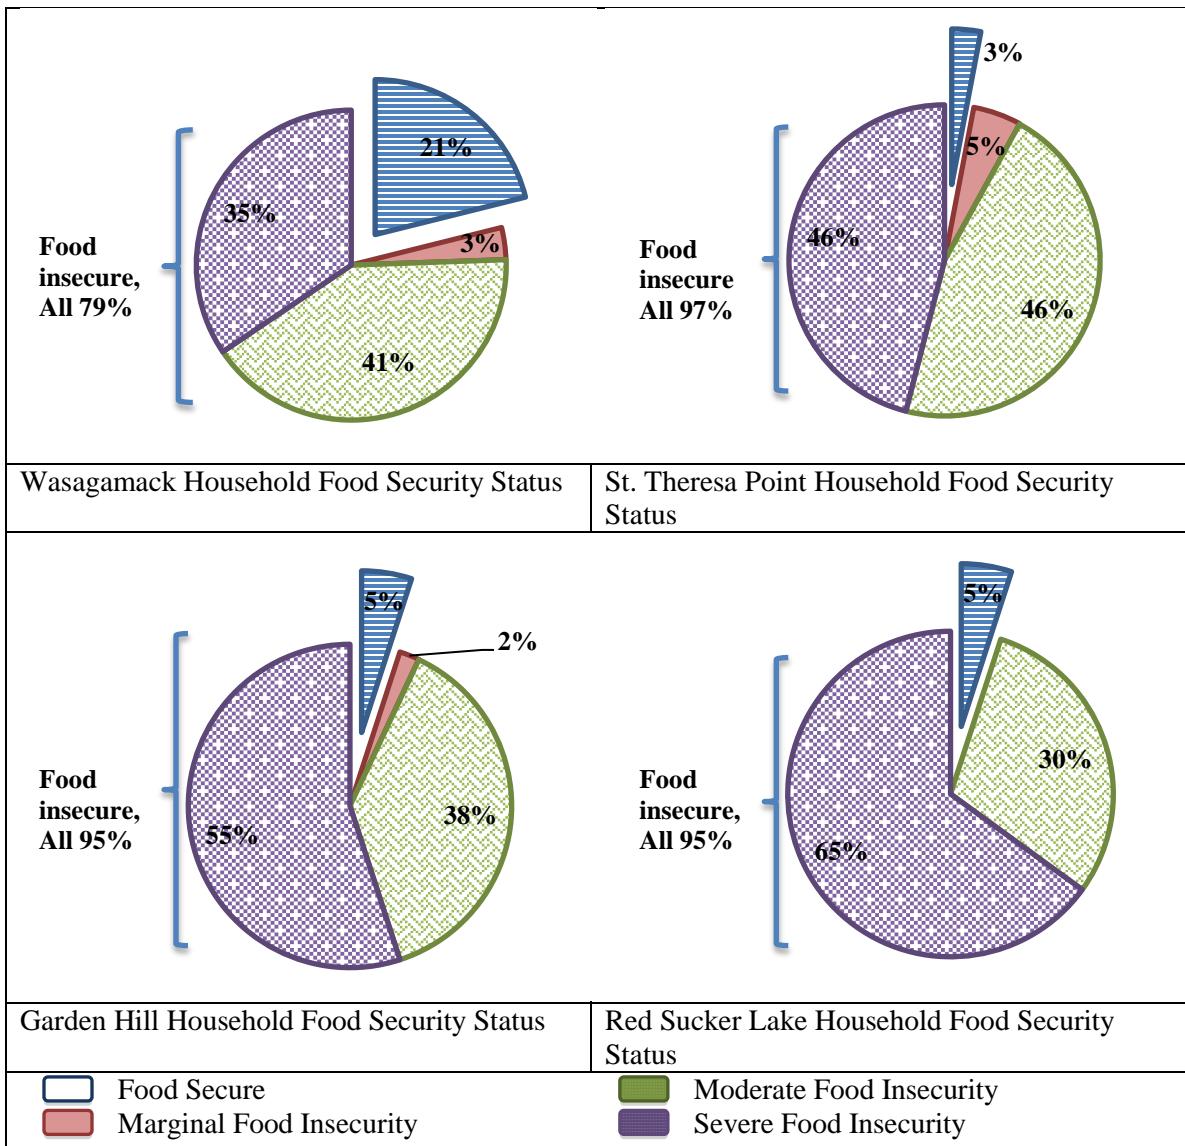 21%
3%
41%
35%
Food
insecure,
All 79%
3%
5%
46%
46%
Food
insecure
All 97%
Wasagamack Household Food Security Status
St. Theresa Point Household Food Security
Status
5%
2%
38%
55%
Food
insecure,
All 95%
5%
30%
65%
Food
insecure,
All 95%
Garden Hill Household Food Security Status
Red Sucker Lake Household Food Security
Status
Food Secure
Marginal Food Insecurity
Moderate Food Insecurity
Severe Food Insecurity